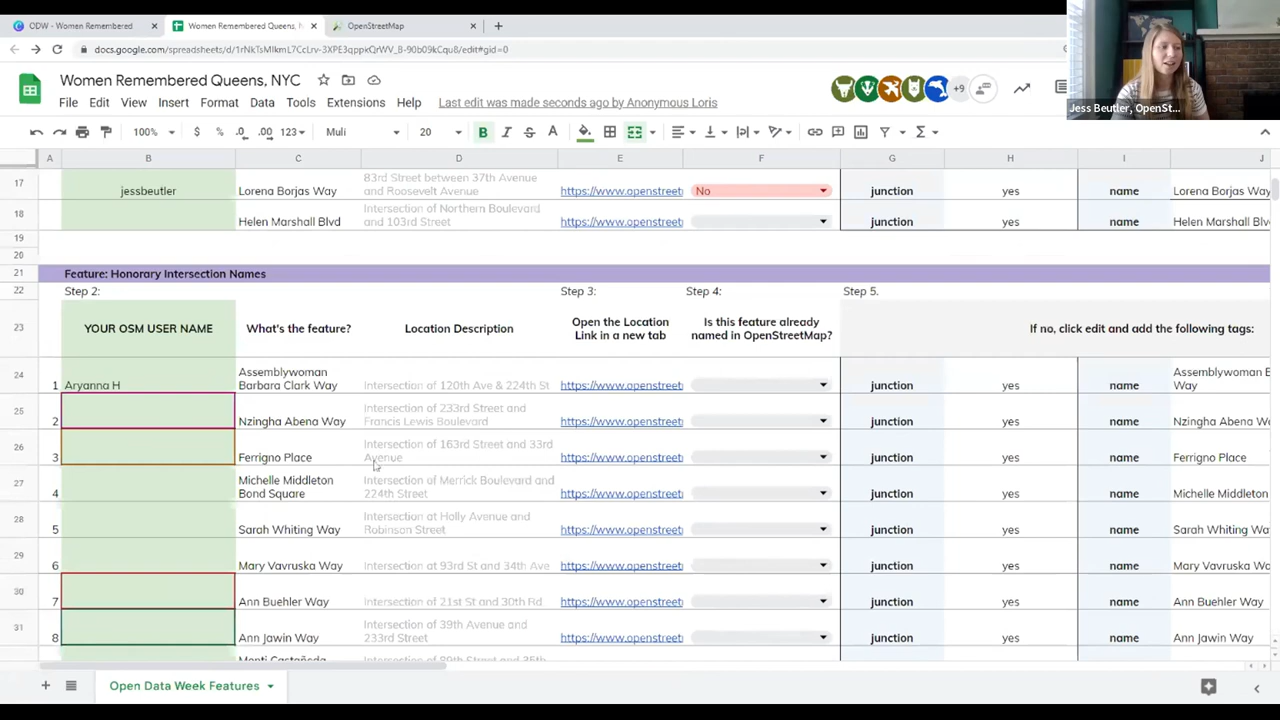 ODW - Women Remembered
Women Remembered Queens, N
OpenStreetMap
docs.google.com/spreadsheets/d/
Women Remembered Queens, NYC
+9
File Edit View Insert Format Data Tools Extensions Help Last edit was made seconds ago by Anonymous Loris
Jess Beutler, OpenSt...
100% $ % .0 .00 123 Muli 20 B I S A
A B C D E F G H I J
17 jessbeutler Lorena Borjas Way 83rd Street between 37th Avenue and Roosevelt Avenue https://www.openstreet No junction yes name Lorena Borjas Way
18 Helen Marshall Blvd Intersection of Northern Boulevard and 103rd Street https://www.openstreet junction yes name Helen Marshall Blv
19
20
21 Feature: Honorary Intersection Names
22 Step 2: Step 3: Step 4: Step 5.
23 YOUR OSM USER NAME What's the feature? Location Description Open the Location Link in a new tab Is this feature already named in OpenStreetMap? If no, click edit and add the following tags:
24 1 Aryanna H Assemblywoman Barbara Clark Way Intersection of 120th Ave & 224th St https://www.openstreet junction yes name Assemblywoman B Way
25 2 Nzingha Abena Way Intersection of 233rd Street and Francis Lewis Boulevard https://www.openstreet junction yes name Nzingha Abena Way
26 3 Ferrigno Place Intersection of 163rd Street and 33rd Avenue https://www.openstreet junction yes name Ferrigno Place
27 4 Michelle Middleton Bond Square Intersection of Merrick Boulevard and 224th Street https://www.openstreet junction yes name Michelle Middleton
28 5 Sarah Whiting Way Intersection at Holly Avenue and Robinson Street https://www.openstreet junction yes name Sarah Whiting Way
29 6 Mary Vavruska Way Intersection at 93rd St and 34th Ave https://www.openstreet junction yes name Mary Vavruska Way
30 7 Ann Buehler Way Intersection of 21st St and 30th Rd https://www.openstreet junction yes name Ann Buehler Way
31 8 Ann Jawin Way Intersection of 39th Avenue and 233rd Street https://www.openstreet junction yes name Ann Jawin Way
Open Data Week Features